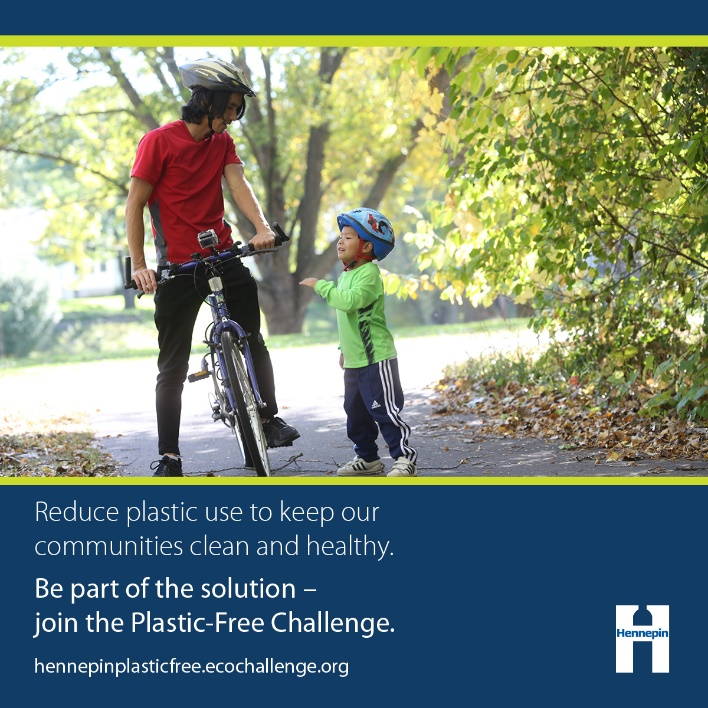 Reduce plastic use to keep our
communities clean and healthy.
Be part of the solution –
join the Plastic-Free Challenge.
Hennepin
hennepinplasticfree.ecochallenge.org